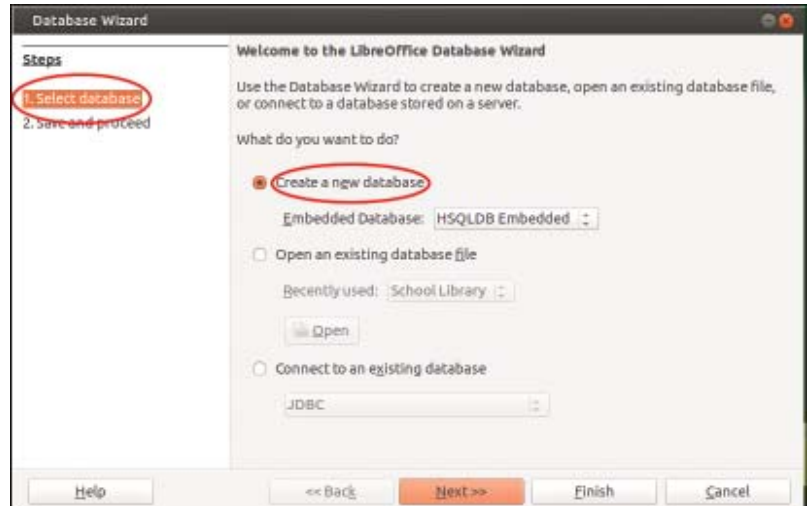 Database Wizard
Steps
1. Select database
2. Save and proceed
Welcome to the LibreOffice Database Wizard
Use the Database Wizard to create a new database, open an existing database file,
or connect to a database stored on a server.
What do you want to do?
Create a new database
Embedded Database: HSQLDB Embedded
Open an existing database file
Recently used: School Library
Open
Connect to an existing database
JDBC
Help
<< Back
Next >>
Finish
Cancel